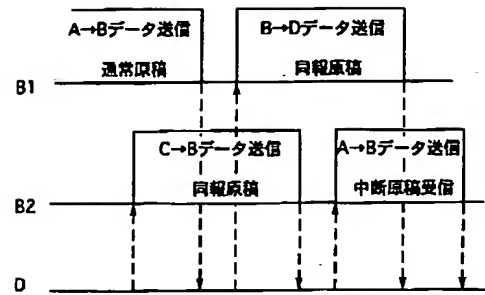 A→Bデータ送信
通常原稿
B→Dデータ送信
同報原稿
B1
C→Bデータ送信
同報原稿
A→Bデータ送信
中断原稿受信
B2
D